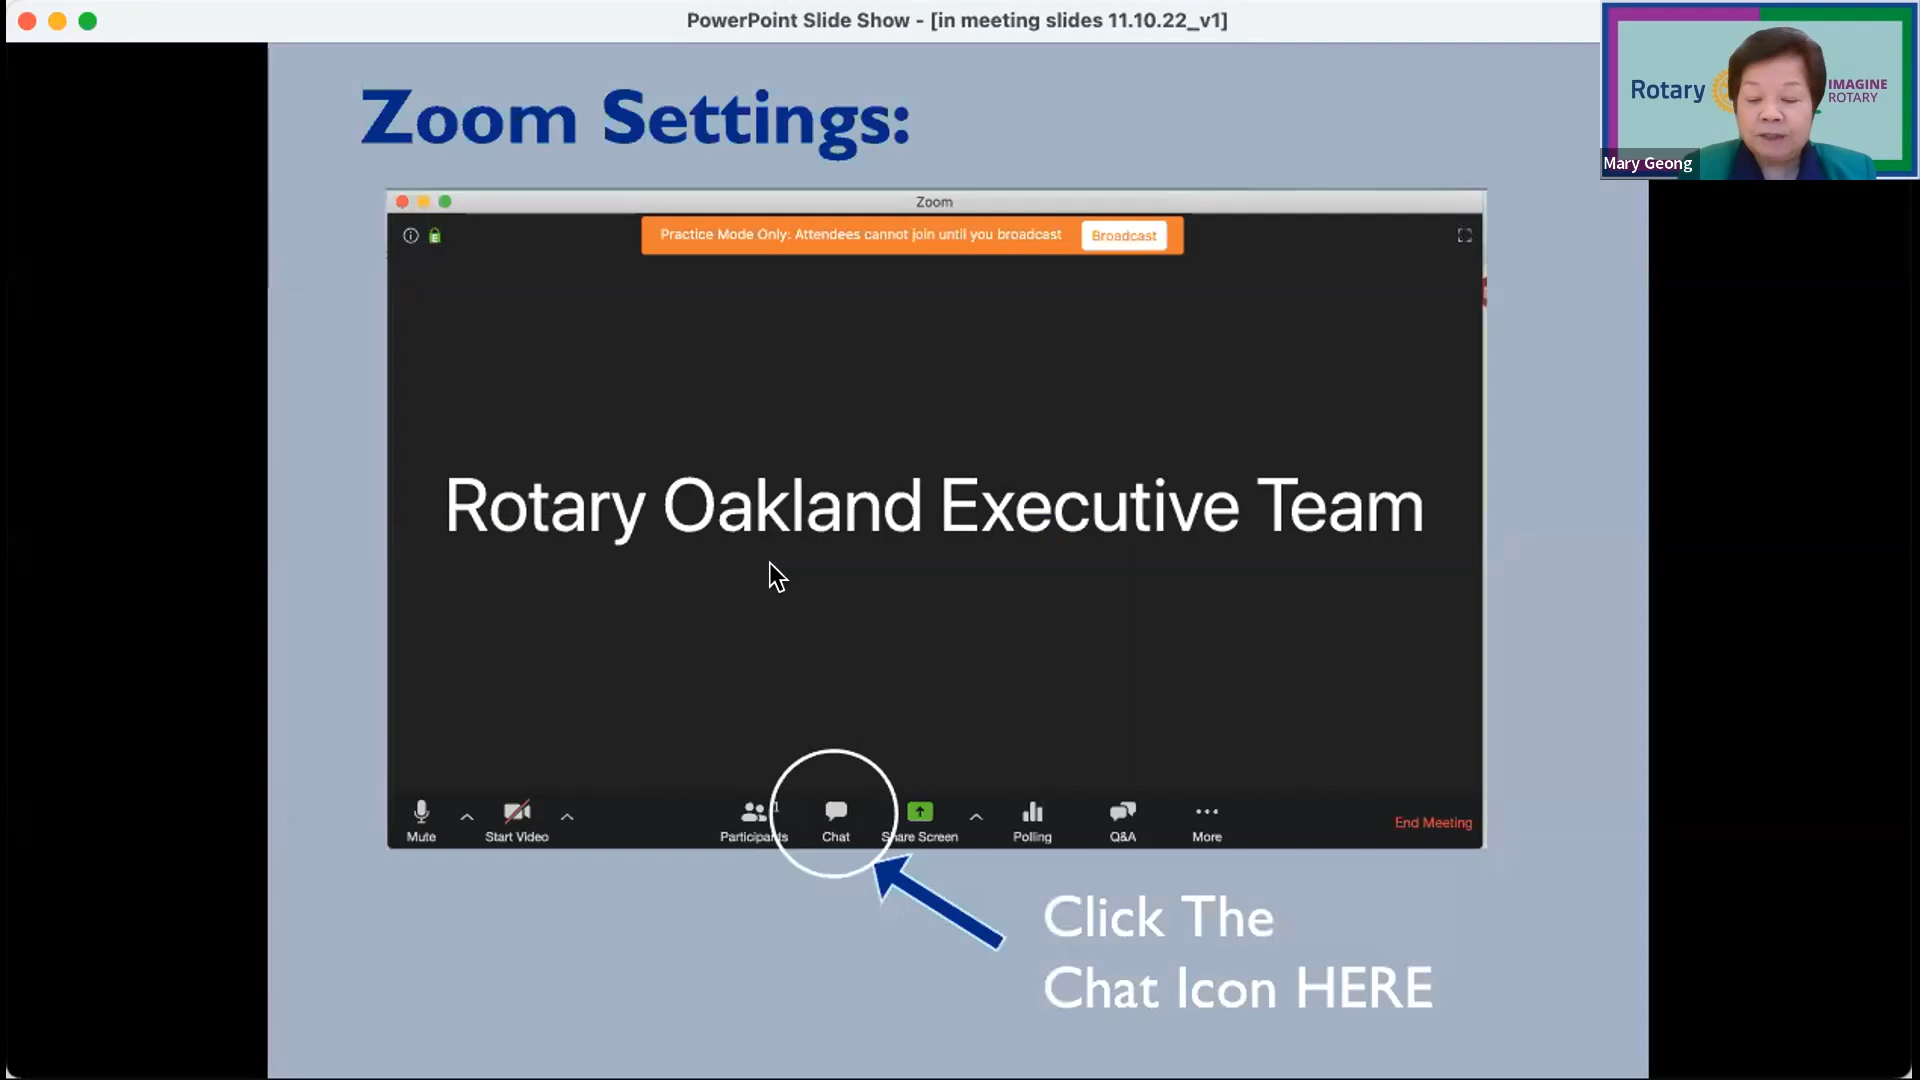 PowerPoint Slide Show - [in meeting slides 11.10.22_v1]
Rotary
IMAGINE
ROTARY
Mary Geong
Zoom Settings:
Zoom
Practice Mode Only: Attendees cannot join until you broadcast
Broadcast
Rotary Oakland Executive Team
1
Mute
Start Video
Participants
Chat
Share Screen
Polling
Q&A
More
End Meeting
Click The
Chat Icon HERE